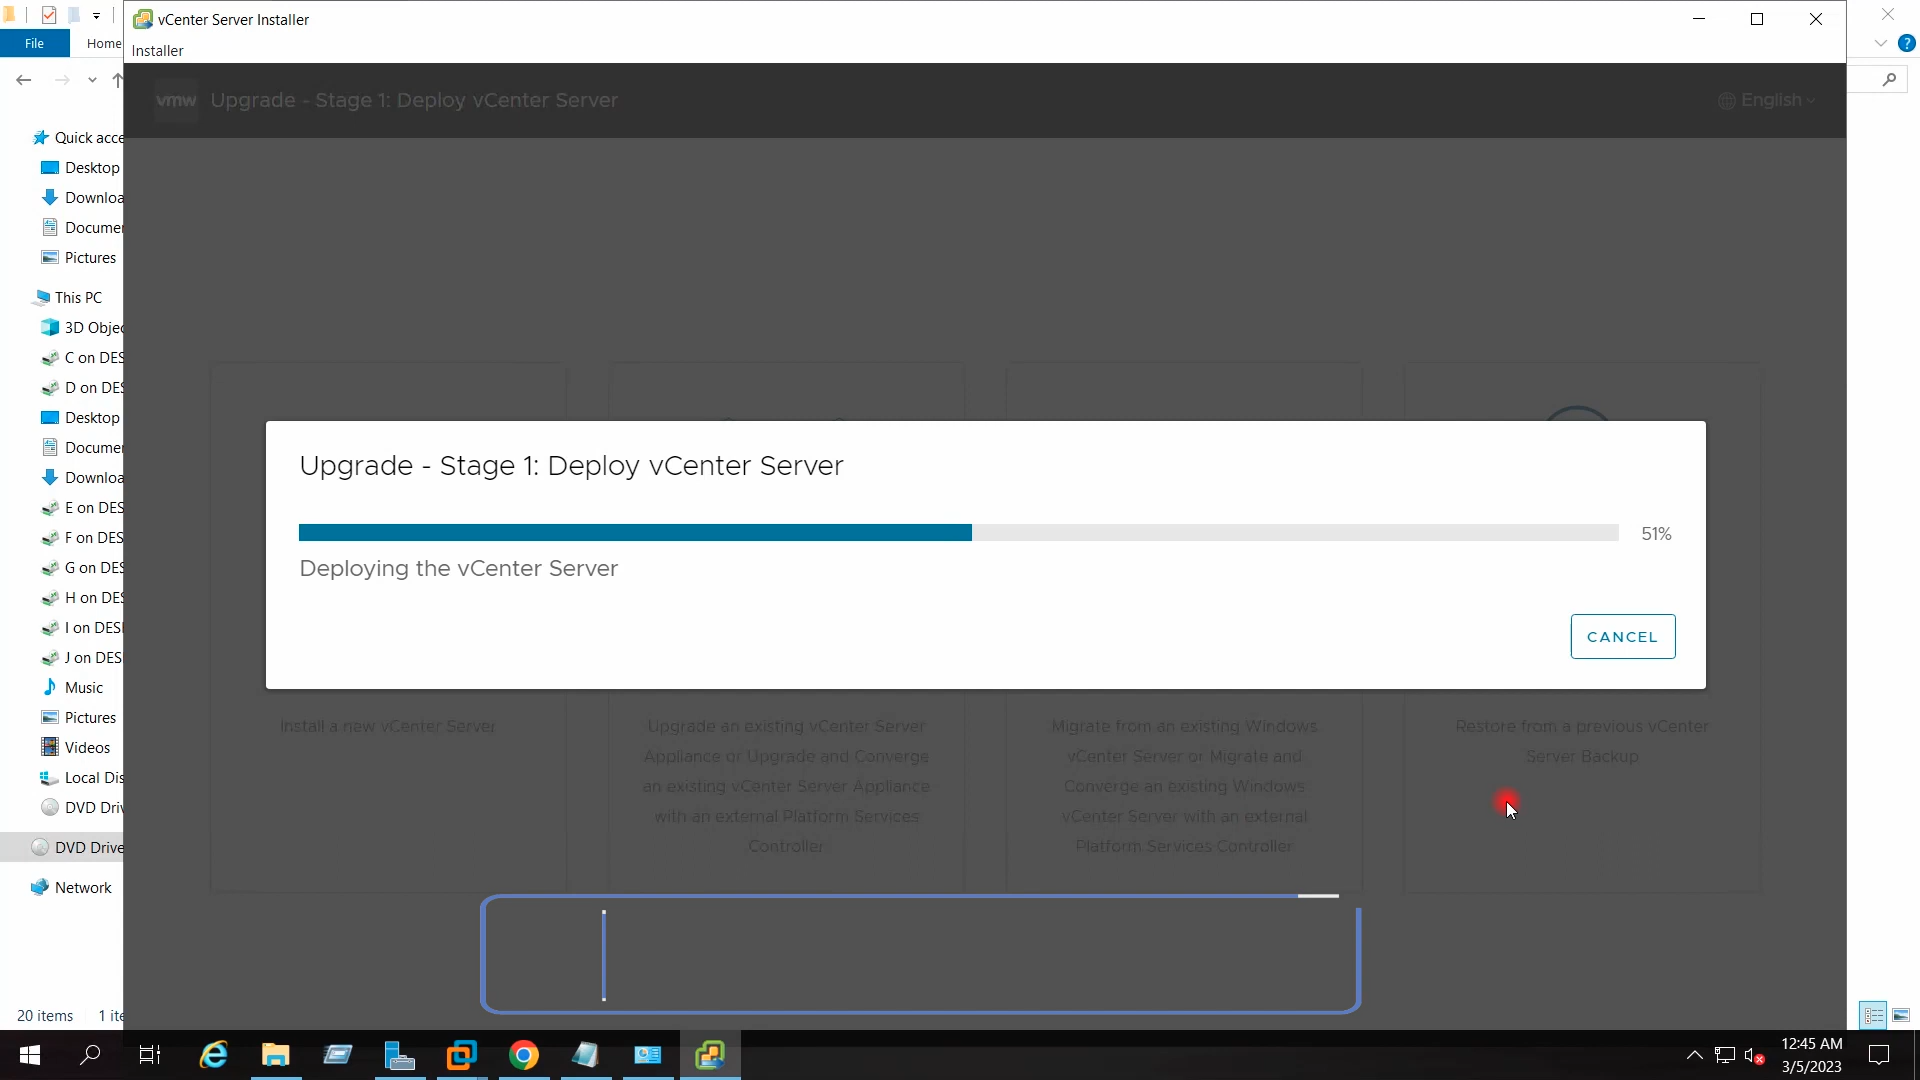 vCenter Server Installer
File
Home
Installer
vmw Upgrade - Stage 1: Deploy vCenter Server
English
Quick acce
Desktop
Downloa
Documer
Pictures
This PC
3D Objec
C on DES
D on DES
Desktop
Documer
Downloa
E on DES
F on DES
G on DES
H on DES
I on DESI
J on DES
Music
Pictures
Videos
Local Dis
DVD Driv
DVD Drive
Network
Upgrade - Stage 1: Deploy vCenter Server
51%
Deploying the vCenter Server
CANCEL
Install a new vCenter Server
Upgrade an existing vCenter Server
Appliance or Upgrade and Converge
an existing vCenter Server Appliance
with an external Platform Services
Controller
Migrate from an existing Windows
vCenter Server or Migrate and
Converge an existing Windows
vCenter Server with an external
Platform Services Controller
Restore from a previous vCenter
Server Backup
20 items 1 ite
12:45 AM
3/5/2023